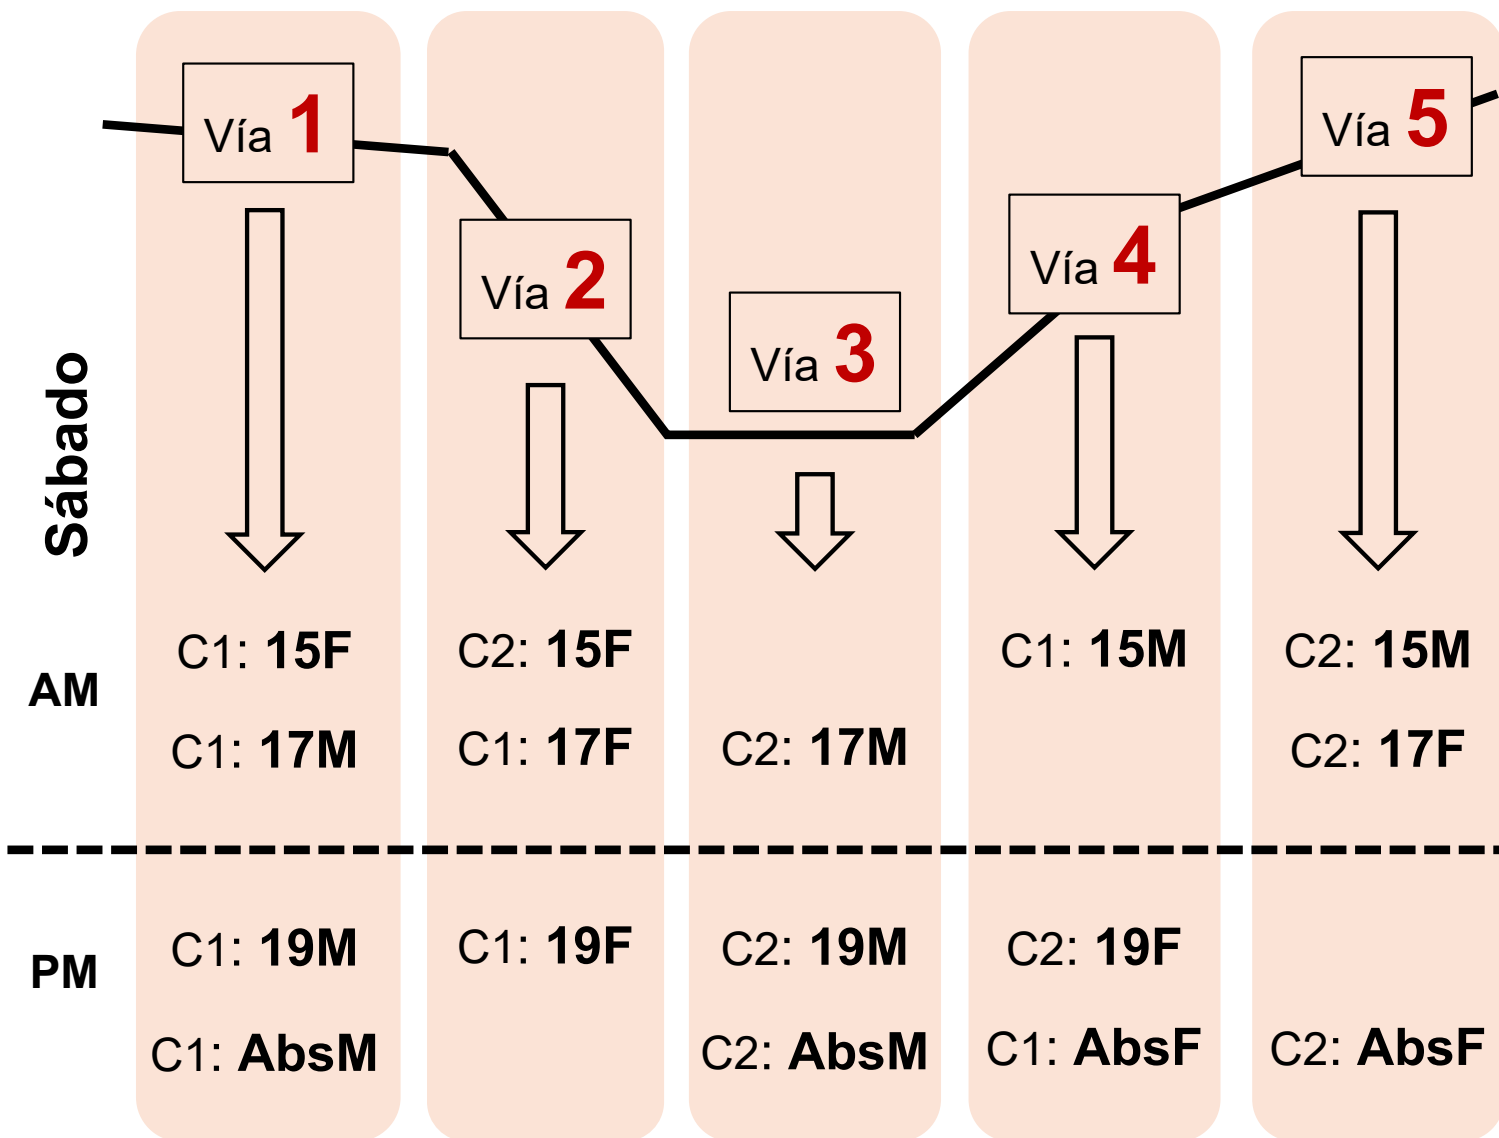 Vía 1
Vía 2
Vía 3
Vía 4
Vía 5
Sábado
AM
C1: 15F
C2: 15F
C1: 15M
C2: 15M
C1: 17M
C1: 17F
C2: 17M
C2: 17F
PM
C1: 19M
C1: 19F
C2: 19M
C2: 19F
C1: AbsM
C2: AbsM
C1: AbsF
C2: AbsF